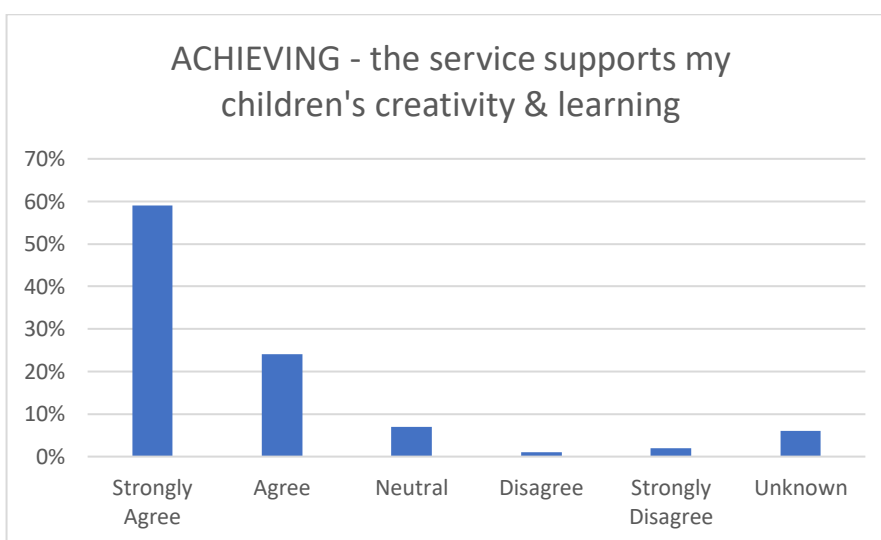 ACHIEVING - the service supports my
children's creativity & learning
70%
60%
50%
40%
30%
20%
10%
0%
Strongly
Agree
Agree
Neutral
Disagree
Strongly
Disagree
Unknown